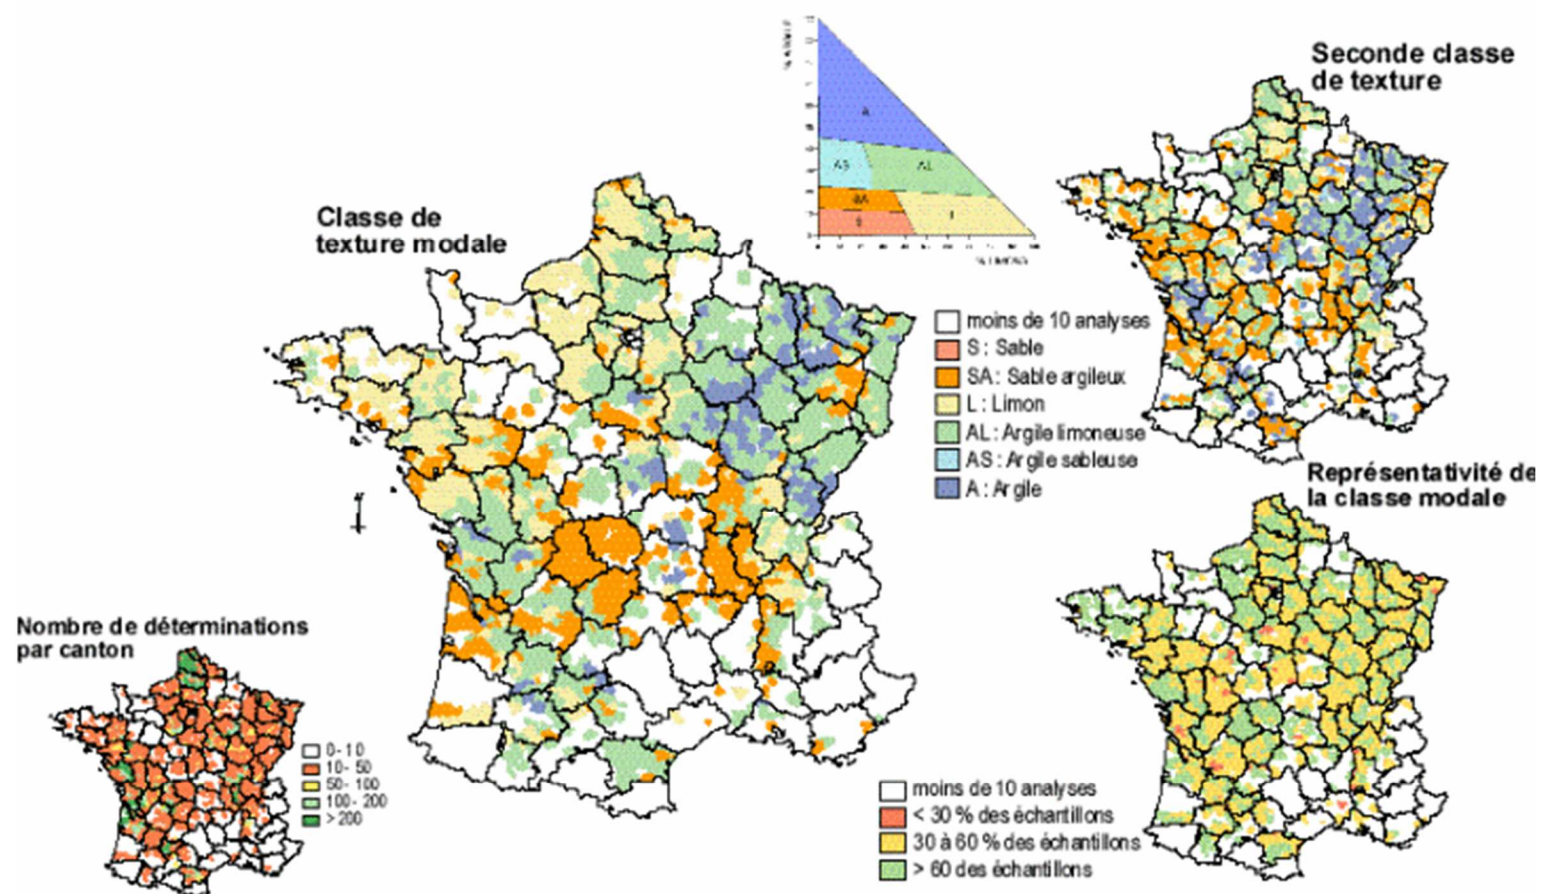 Seconde classe
de texture
A
AS
AL
SA
L
S
Classe de
texture modale
moins de 10 analyses
S : Sable
SA : Sable argileux
L : Limon
AL : Argile limoneuse
AS : Argile sableuse
A : Argile
Représentativité de
la classe modale
Nombre de déterminations
par canton
0-10
10-50
50-100
100-200
>200
moins de 10 analyses
< 30 % des échartillons
30 à 60 % des échartillons
> 60 des échantillons